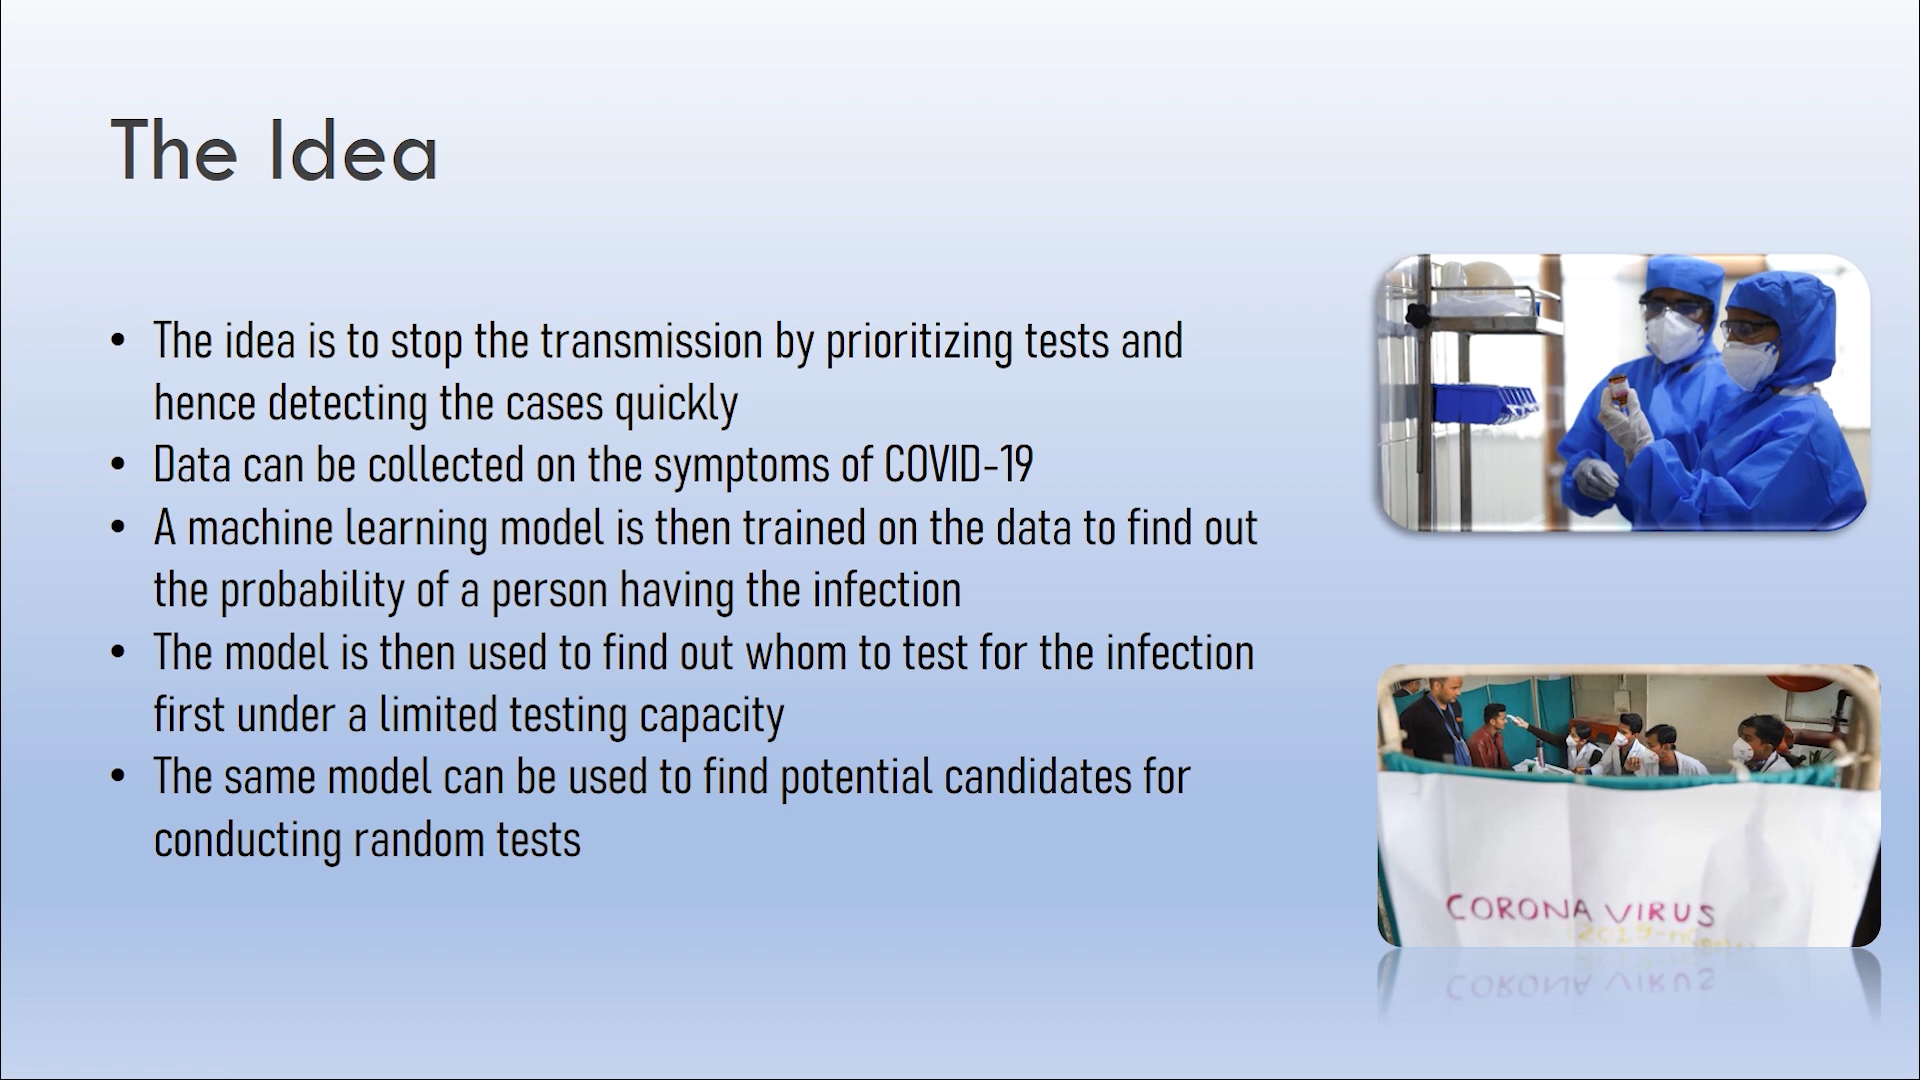 The Idea
• The idea is to stop the transmission by prioritizing tests and
hence detecting the cases quickly
• Data can be collected on the symptoms of COVID-19
• A machine learning model is then trained on the data to find out
the probability of a person having the infection
• The model is then used to find out whom to test for the infection
first under a limited testing capacity
• The same model can be used to find potential candidates for
conducting random tests
CORONA VIRUS